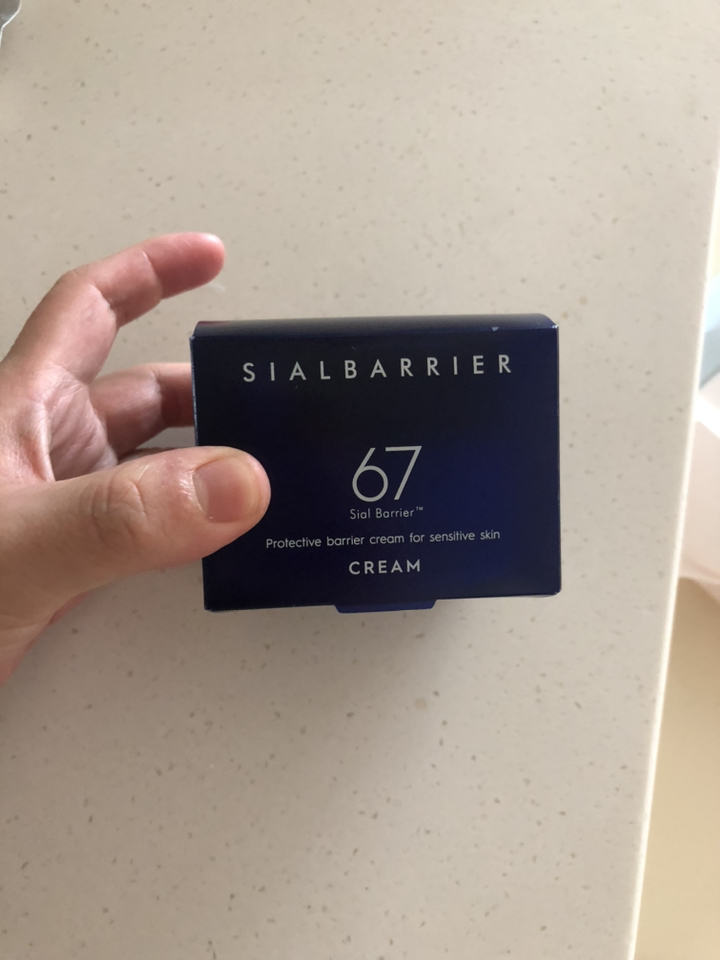 SIALBARRIER
67
Sial Barrier™
Protective barrier cream for sensitive skin
CREAM